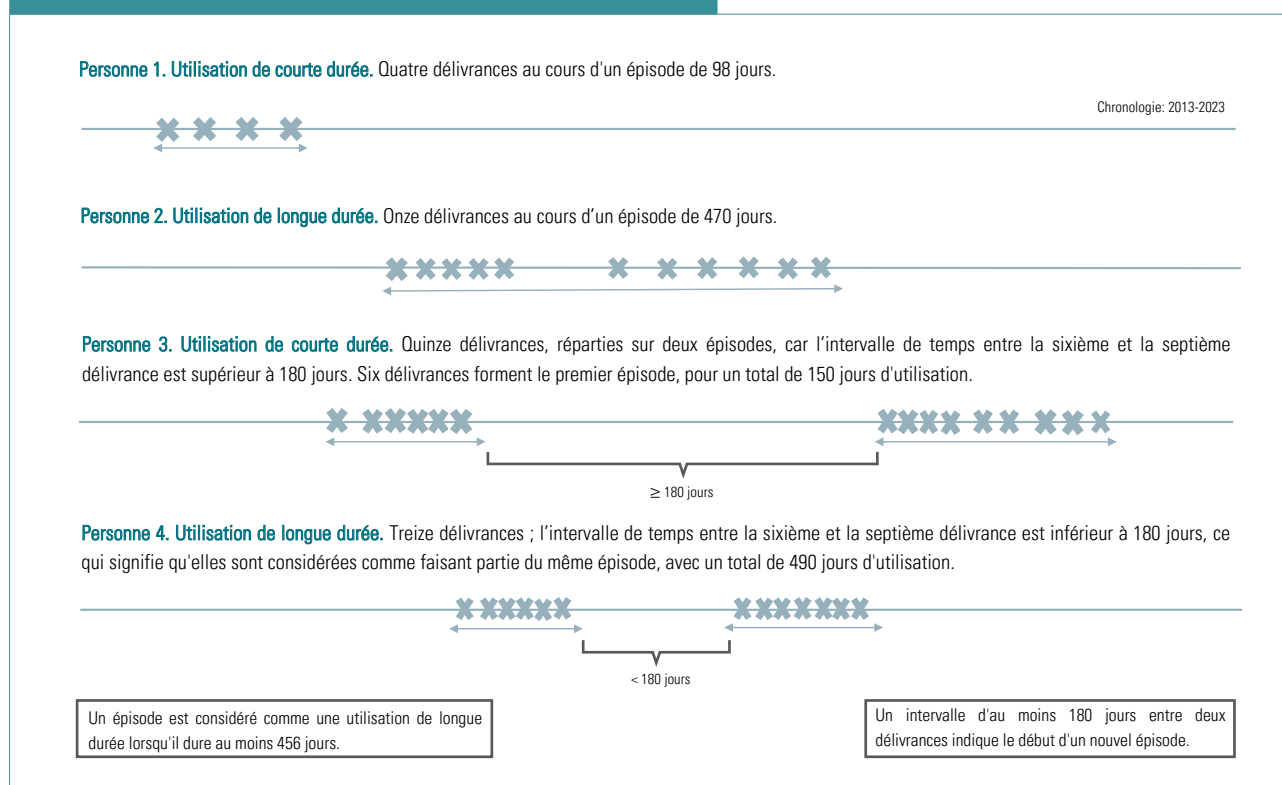 Personne 1. Utilisation de courte durée. Quatre délivrances au cours d'un épisode de 98 jours.
Chronologie: 2013-2023
Personne 2. Utilisation de longue durée. Onze délivrances au cours d’un épisode de 470 jours.
Personne 3. Utilisation de courte durée. Quinze délivrances, réparties sur deux épisodes, car l’intervalle de temps entre la sixième et la septième
délivrance est supérieur à 180 jours. Six délivrances forment le premier épisode, pour un total de 150 jours d'utilisation.
≥ 180 jours
Personne 4. Utilisation de longue durée. Treize délivrances ; l’intervalle de temps entre la sixième et la septième délivrance est inférieur à 180 jours, ce
qui signifie qu'elles sont considérées comme faisant partie du même épisode, avec un total de 490 jours d'utilisation.
< 180 jours
Un épisode est considéré comme une utilisation de longue
durée lorsqu'il dure au moins 456 jours.
Un intervalle d'au moins 180 jours entre deux
délivrances indique le début d'un nouvel épisode.